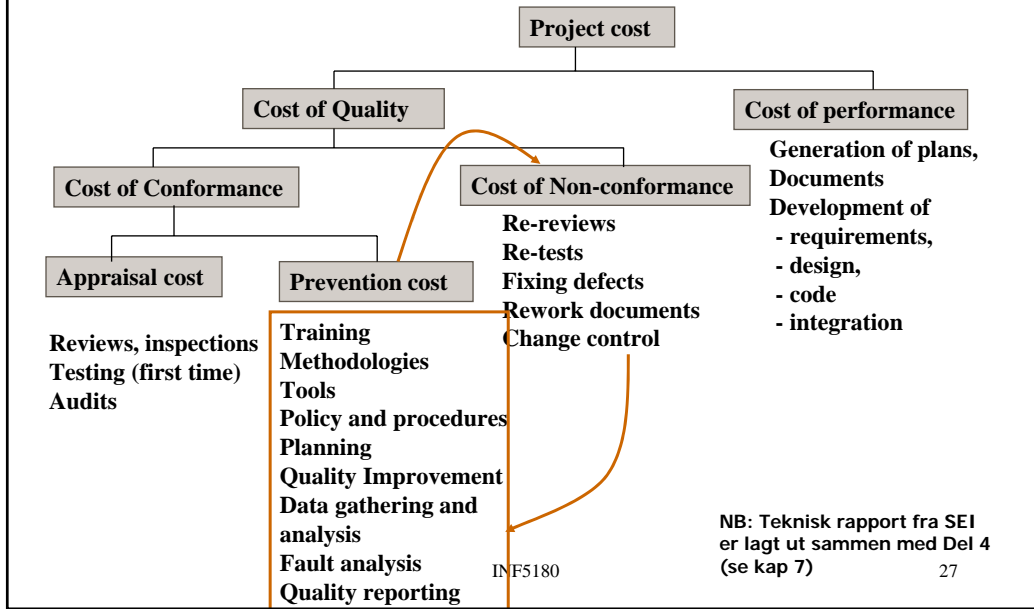 Project cost
Cost of Quality
Cost of performance
Generation of plans,
Documents
Development of
- requirements,
- design,
- code
- integration
Cost of Conformance
Cost of Non-conformance
Re-reviews
Re-tests
Fixing defects
Rework documents
Change control
Appraisal cost
Reviews, inspections
Testing (first time)
Audits
Prevention cost
Training
Methodologies
Tools
Policy and procedures
Planning
Quality Improvement
Data gathering and
analysis
Fault analysis
Quality reporting
NB: Teknisk rapport fra SEI
er lagt ut sammen med Del 4
(se kap 7)
INF5180
27